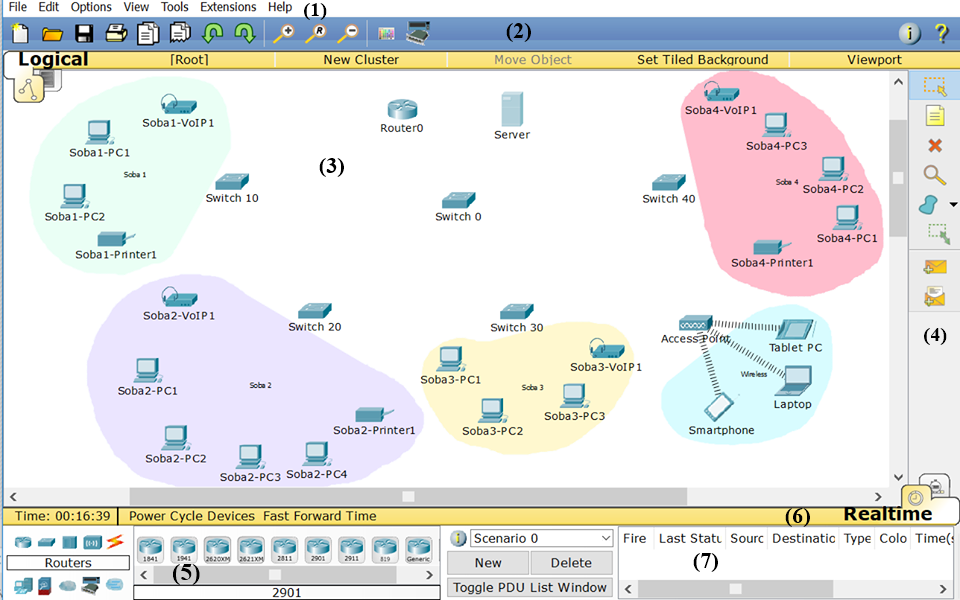 File Edit Options View Tools Extensions Help (1)
(2)
Logical [Root] New Cluster Move Object Set Tiled Background Viewport
Soba1-VoIP1
Soba1-PC1
Soba 1
Soba1-PC2
Soba1-Printer1
Switch 10
Router0
Server
(3)
Switch 0
Switch 40
Soba4-VoIP1
Soba4-PC3
Soba 4
Soba4-PC2
Soba4-PC1
Soba4-Printer1
Soba2-VoIP1
Switch 20
Soba2-PC1
Soba 2
Soba2-Printer1
Soba2-PC2
Soba2-PC3
Soba2-PC4
Switch 30
Soba3-PC1
Soba3-VoIP1
Soba 3
Soba3-PC2
Soba3-PC3
Access Point
Tablet PC
Wireless
Laptop
Smartphone
(4)
Time: 00:16:39 Power Cycle Devices Fast Forward Time (6) Realtime
Routers
1841 1941 2620XM 2621XM 2811 2901 2911 819 Generic
(5)
2901
Scenario 0
New Delete
Toggle PDU List Window
Fire Last Statu Sourc Destinatio Type Colo Time(s
(7)